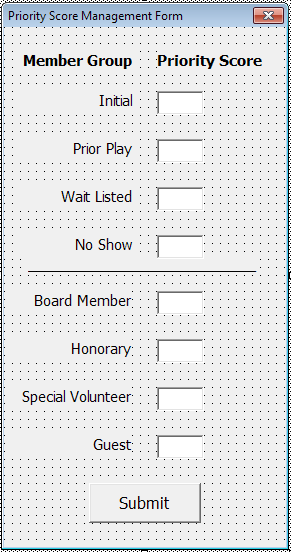 Priority Score Management Form
Member Group Priority Score
Initial
Prior Play
Wait Listed
No Show
Board Member
Honorary
Special Volunteer
Guest
Submit